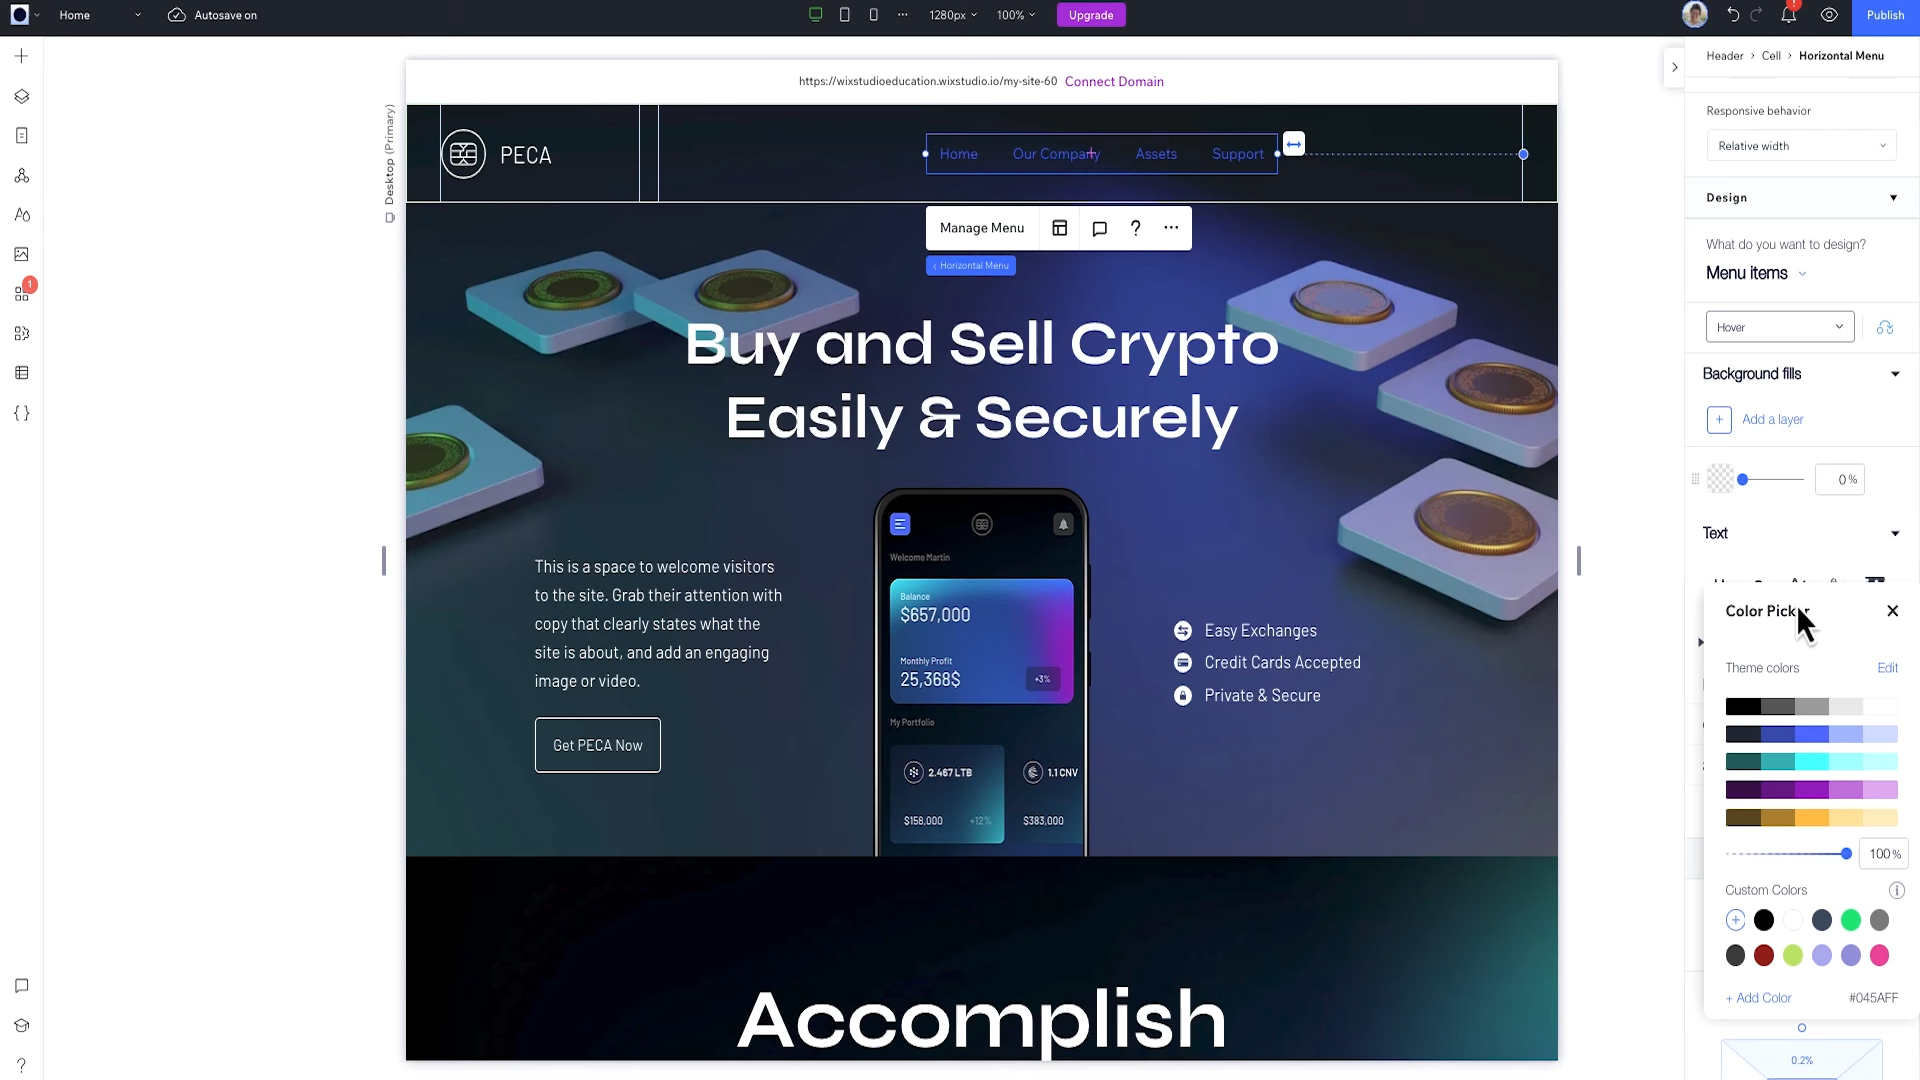 Home
Autosave on
1280px
100%
Upgrade
!
Publish
https://wixstudioeducation.wixstudio.io/my-site-60 Connect Domain
Desktop (Primary)
PECA
Home
Our Company
Assets
Support
Manage Menu
?
< Horizontal Menu
Buy and Sell Crypto
Easily & Securely
This is a space to welcome visitors
to the site. Grab their attention with
copy that clearly states what the
site is about, and add an engaging
image or video.
Get PECA Now
Welcome Martin
Balance
$657,000
Monthly Profit
25,368$
+3%
My Portfolio
2.467 LTB
1.1 CNV
$158,000
+12%
$383,000
Easy Exchanges
Credit Cards Accepted
Private & Secure
Accomplish
1
?
Header > Cell > Horizontal Menu
Responsive behavior
Relative width
Design
What do you want to design?
Menu items
Hover
Background fills
+ Add a layer
0 %
Text
Color Picker
Theme colors
Edit
100 %
Custom Colors
+ Add Color
#045AFF
0.2%